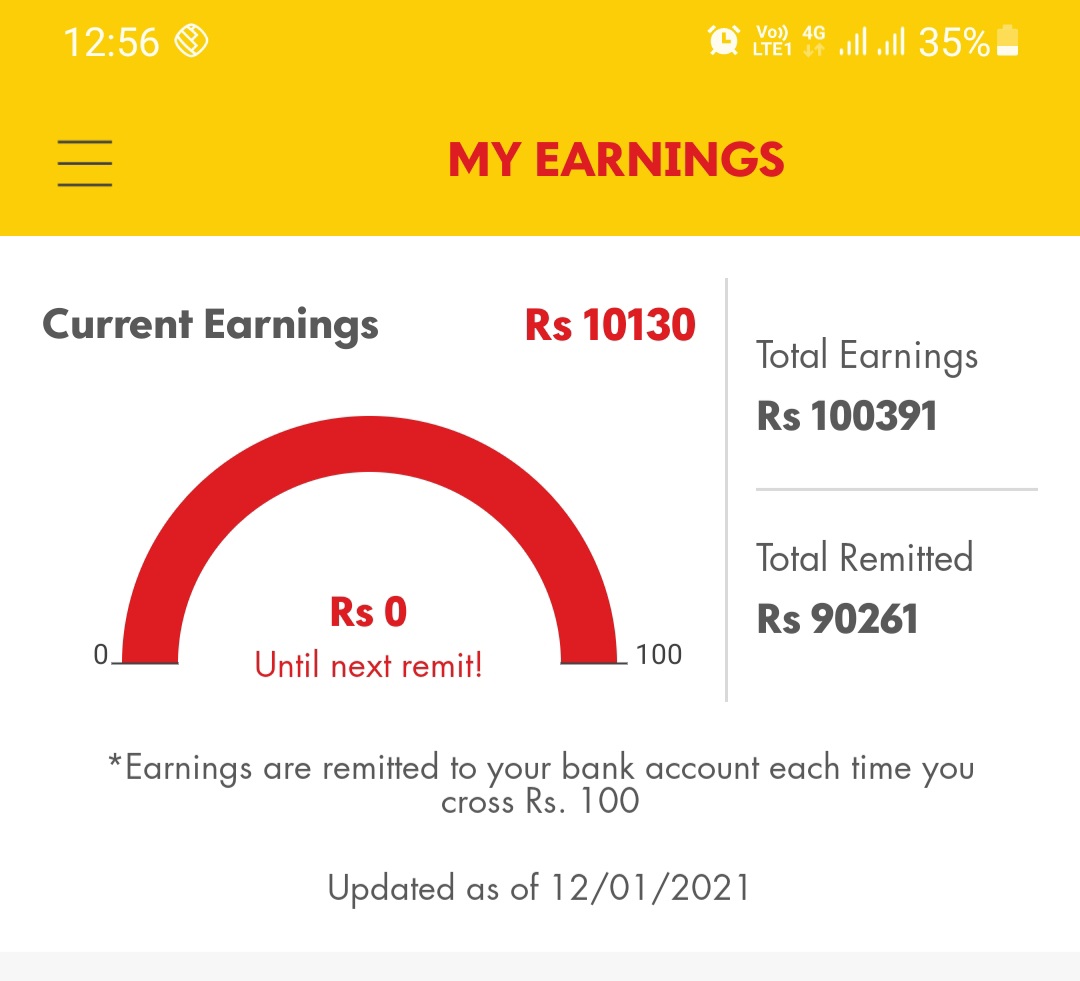 12:56
Vo)) LTE1 4G 35%
MY EARNINGS
Current Earnings Rs 10130
Total Earnings
Rs 100391
Total Remitted
Rs 90261
Rs 0
0 Until next remit! 100
*Earnings are remitted to your bank account each time you
cross Rs. 100
Updated as of 12/01/2021